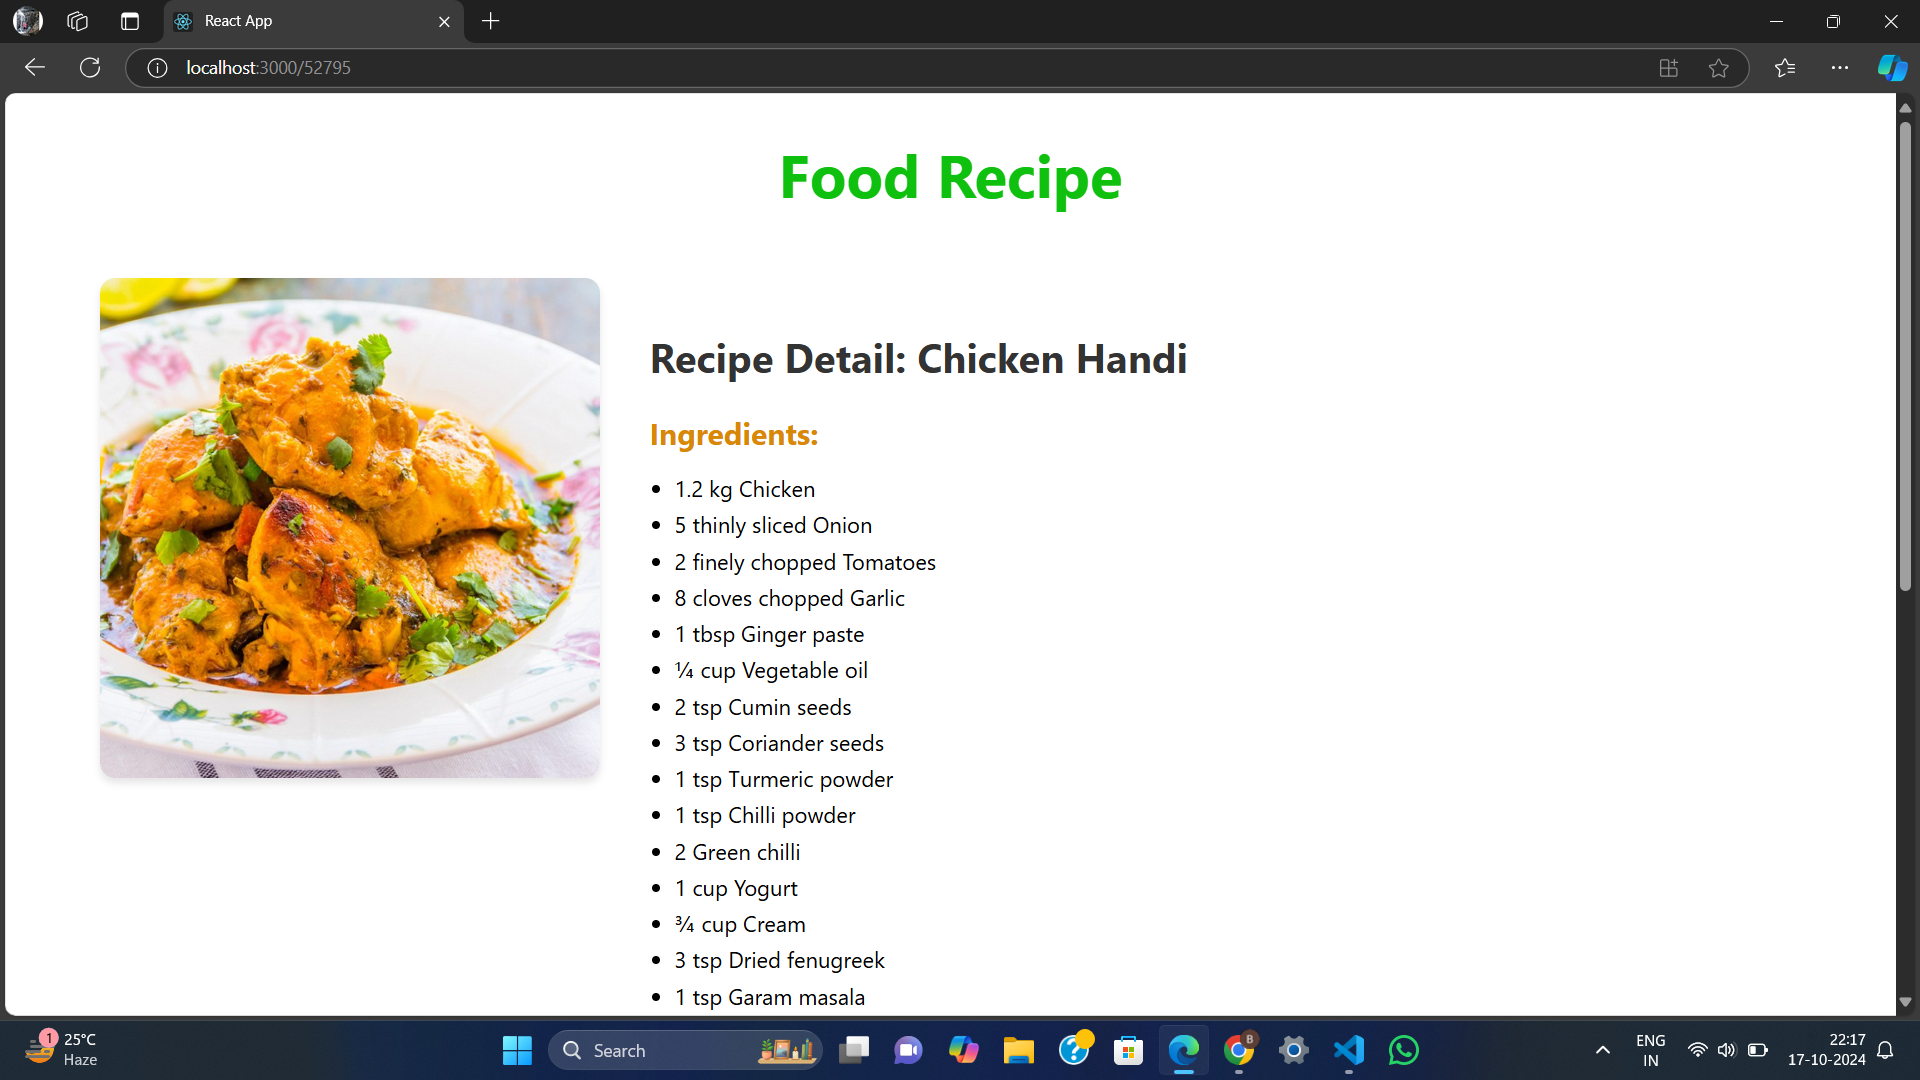 React App
localhost:3000/52795
Food Recipe
Recipe Detail: Chicken Handi
Ingredients:
• 1.2 kg Chicken
• 5 thinly sliced Onion
• 2 finely chopped Tomatoes
• 8 cloves chopped Garlic
• 1 tbsp Ginger paste
• ¼ cup Vegetable oil
• 2 tsp Cumin seeds
• 3 tsp Coriander seeds
• 1 tsp Turmeric powder
• 1 tsp Chilli powder
• 2 Green chilli
• 1 cup Yogurt
• ¾ cup Cream
• 3 tsp Dried fenugreek
• 1 tsp Garam masala
1
25°C
Haze
Search
B
ENG
IN
22:17
17-10-2024